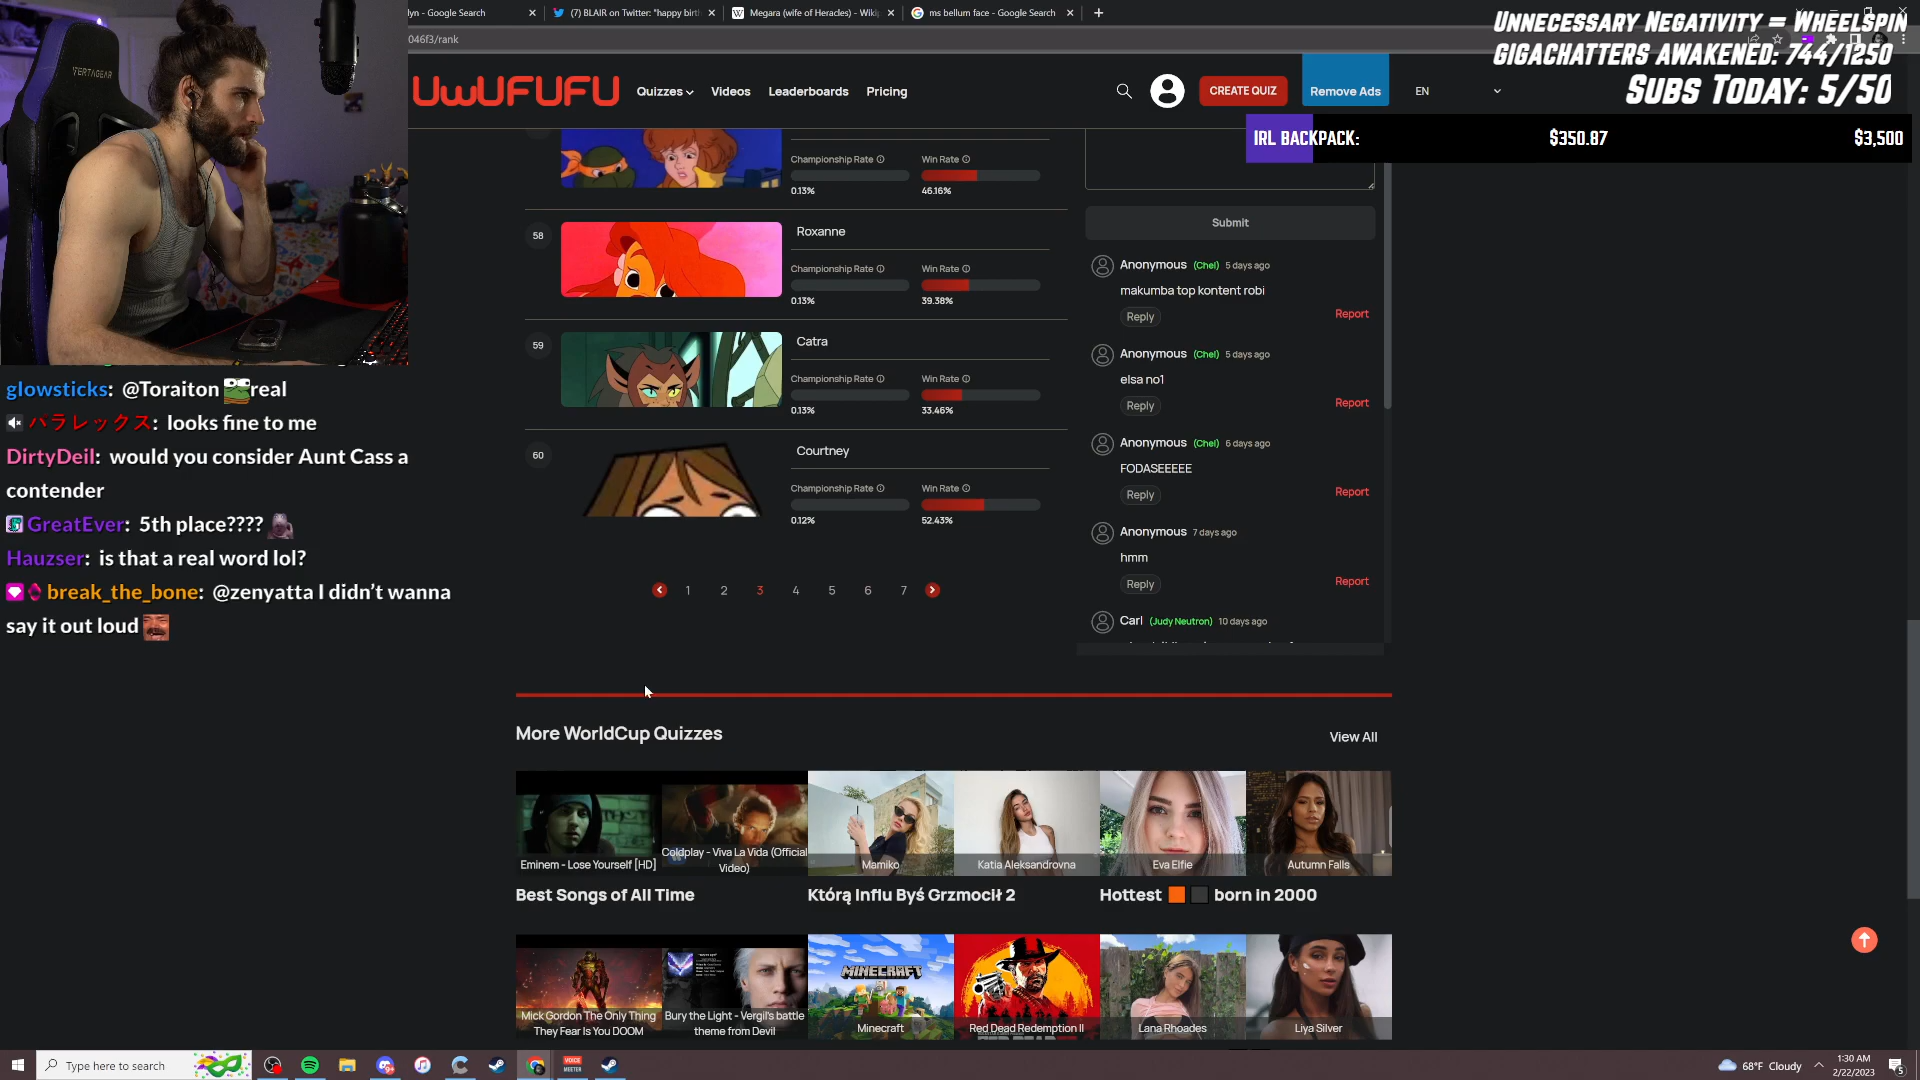 lyn - Google Search
(7) BLAIR on Twitter: "happy birt
Megara (wife of Heracles) - Wiki
ms bellum face - Google Search
046f3/rank
UNNECESSARY NEGATIVITY = WHEELSPIN
GIGACHATTERS AWAKENED: 744/1250
SUBS TODAY: 5/50
IRL BACKPACK: $350.87 $3,500
VERTAGEAR
UwUFUFU
Quizzes Videos Leaderboards Pricing
CREATE QUIZ
Remove Ads
EN
Championship Rate Win Rate
0.13% 46.16%
58 Roxanne
Championship Rate Win Rate
0.13% 39.38%
59 Catra
Championship Rate Win Rate
0.13% 33.46%
60 Courtney
Championship Rate Win Rate
0.12% 52.43%
1 2 3 4 5 6 7
Submit
Anonymous (Chel) 5 days ago
makumba top kontent robi
Reply Report
Anonymous (Chel) 5 days ago
elsa no1
Reply Report
Anonymous (Chel) 6 days ago
FODASEEEEE
Reply Report
Anonymous 7 days ago
hmm
Reply Report
Carl (Judy Neutron) 10 days ago
glowsticks: @Toraiton real
パラレックス: looks fine to me
DirtyDeil: would you consider Aunt Cass a
contender
GreatEver: 5th place????
Hauzser: is that a real word lol?
break_the_bone: @zenyatta I didn't wanna
say it out loud
More WorldCup Quizzes
View All
Eminem - Lose Yourself [HD]
Coldplay - Viva La Vida (Official
Video)
Mamiko
Katia Aleksandrovna
Eva Elfie
Autumn Falls
Best Songs of All Time
Którą Influ Byś Grzmocił 2
Hottest born in 2000
Mick Gordon The Only Thing
They Fear Is You DOOM
Bury the Light - Vergil's battle
theme from Devil
MINECRAFT
Minecraft
Red Dead Redemption II
Lana Rhoades
Liya Silver
Type here to search
VOICE
MEETER
68°F Cloudy
1:30 AM
2/22/2023
5